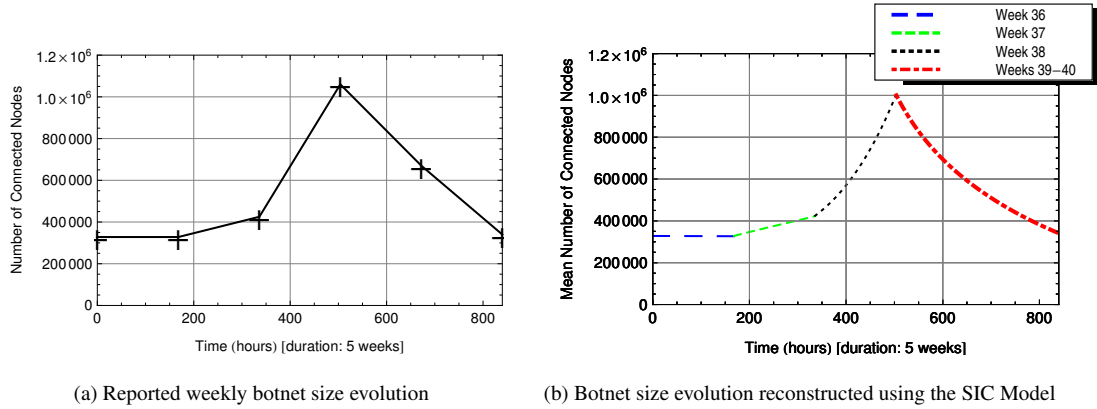 1.2×10⁶
1.0×10⁶
800 000
600 000
400 000
200 000
0
0 200 400 600 800
Number of Connected Nodes
Time (hours) [duration: 5 weeks]
(a) Reported weekly botnet size evolution
Week 36
Week 37
Week 38
Weeks 39−40
1.2×10⁶
1.0×10⁶
800 000
600 000
400 000
200 000
0
0 200 400 600 800
Mean Number of Connected Nodes
Time (hours) [duration: 5 weeks]
(b) Botnet size evolution reconstructed using the SIC Model